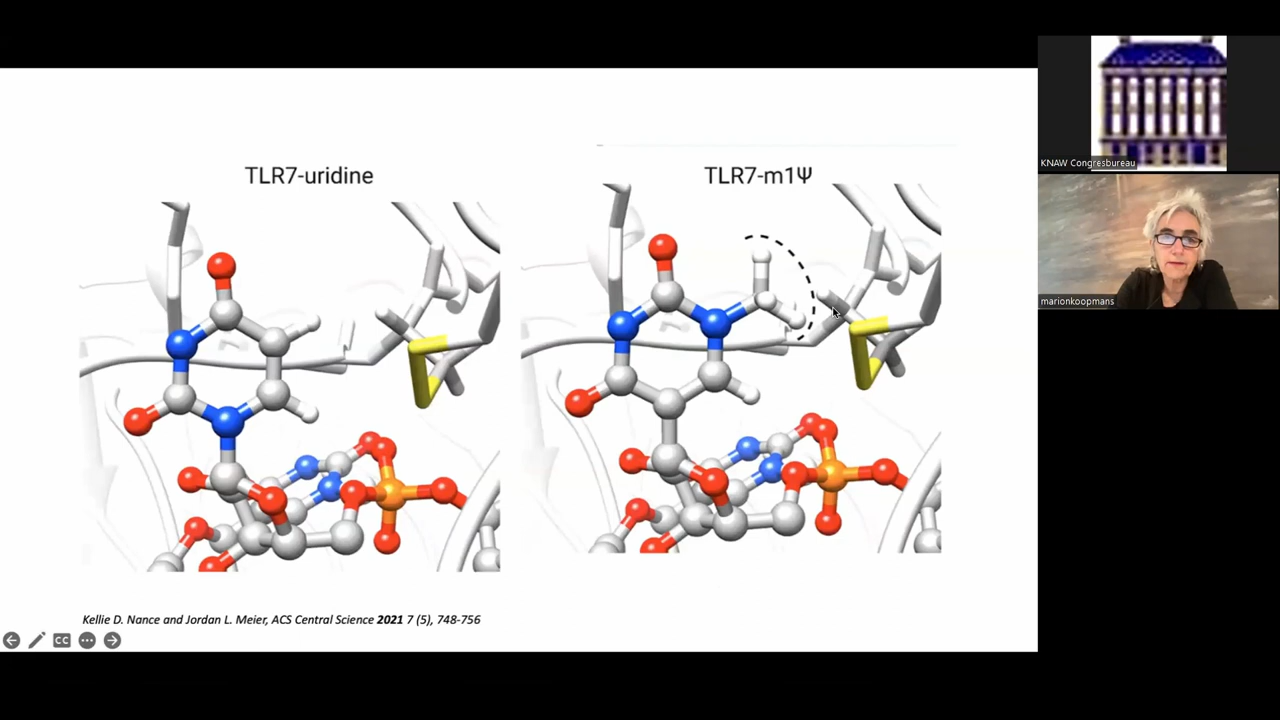 TLR7-uridine
TLR7-m1Ψ
Kellie D. Nance and Jordan L. Meier, ACS Central Science 2021 7 (5), 748-756
CC
KNAW Congresbureau
marionkoopmans